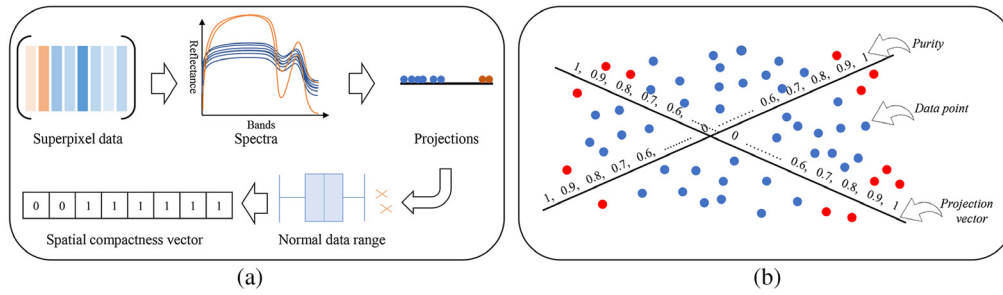 Reflectance
Bands
Superpixel data
Spectra
Projections
0 0 1 1 1 1 1 1
Spatial compactness vector
Normal data range
(a)
Purity
1, 0.9, 0.8, 0.7, 0.6, ........ 0
0 ........ 0.6, 0.7, 0.8, 0.9, 1
Data point
1, 0.9, 0.8, 0.7, 0.6, ........
........ 0.6, 0.7, 0.8, 0.9, 1
Projection
vector
(b)